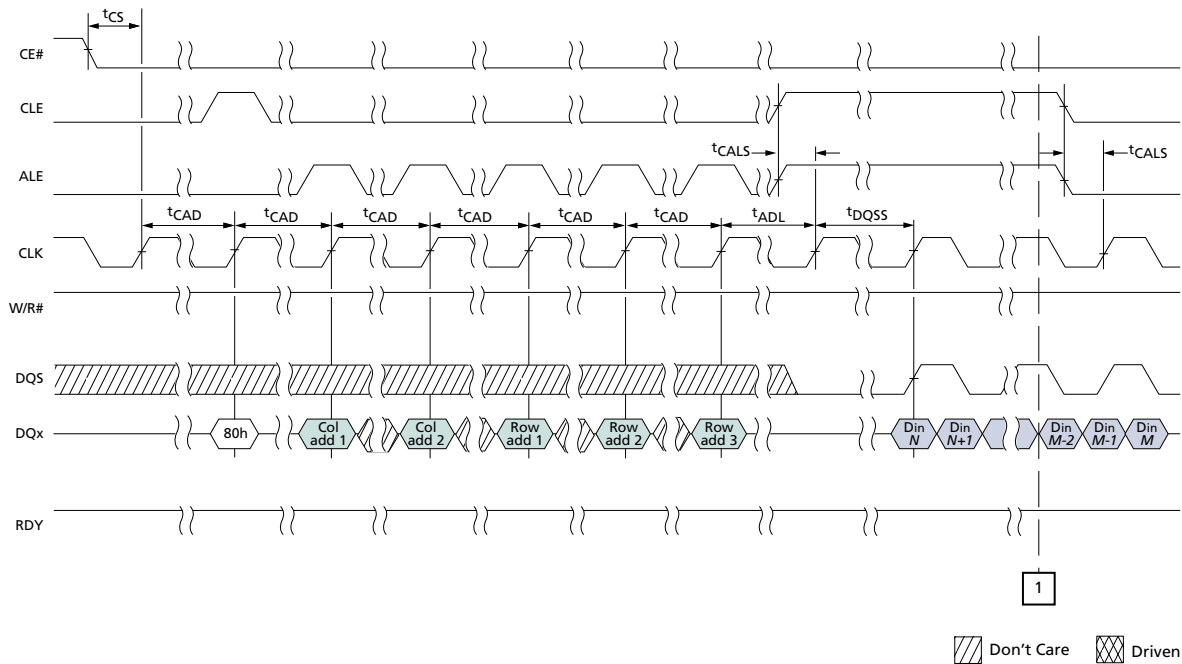 tCS
CE#
CLE
tCALS
tCALS
ALE
tCAD
tCAD
tCAD
tCAD
tCAD
tCAD
tADL
tDQSS
CLK
W/R#
DQS
DQx
80h
Col
add 1
Col
add 2
Row
add 1
Row
add 2
Row
add 3
Din
N
Din
N+1
Din
M-2
Din
M-1
Din
M
RDY
1
Don't Care
Driven